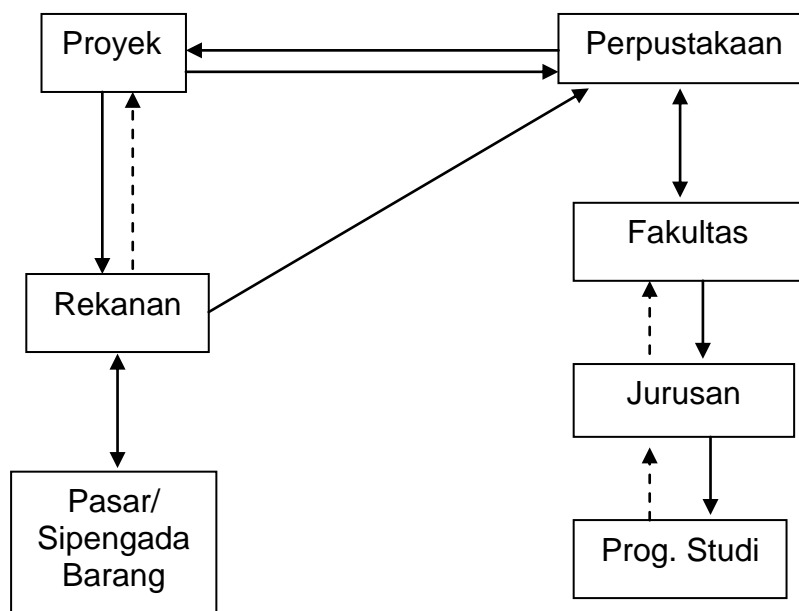 Proyek
Perpustakaan
Fakultas
Rekanan
Jurusan
Pasar/
Sipengada
Barang
Prog. Studi